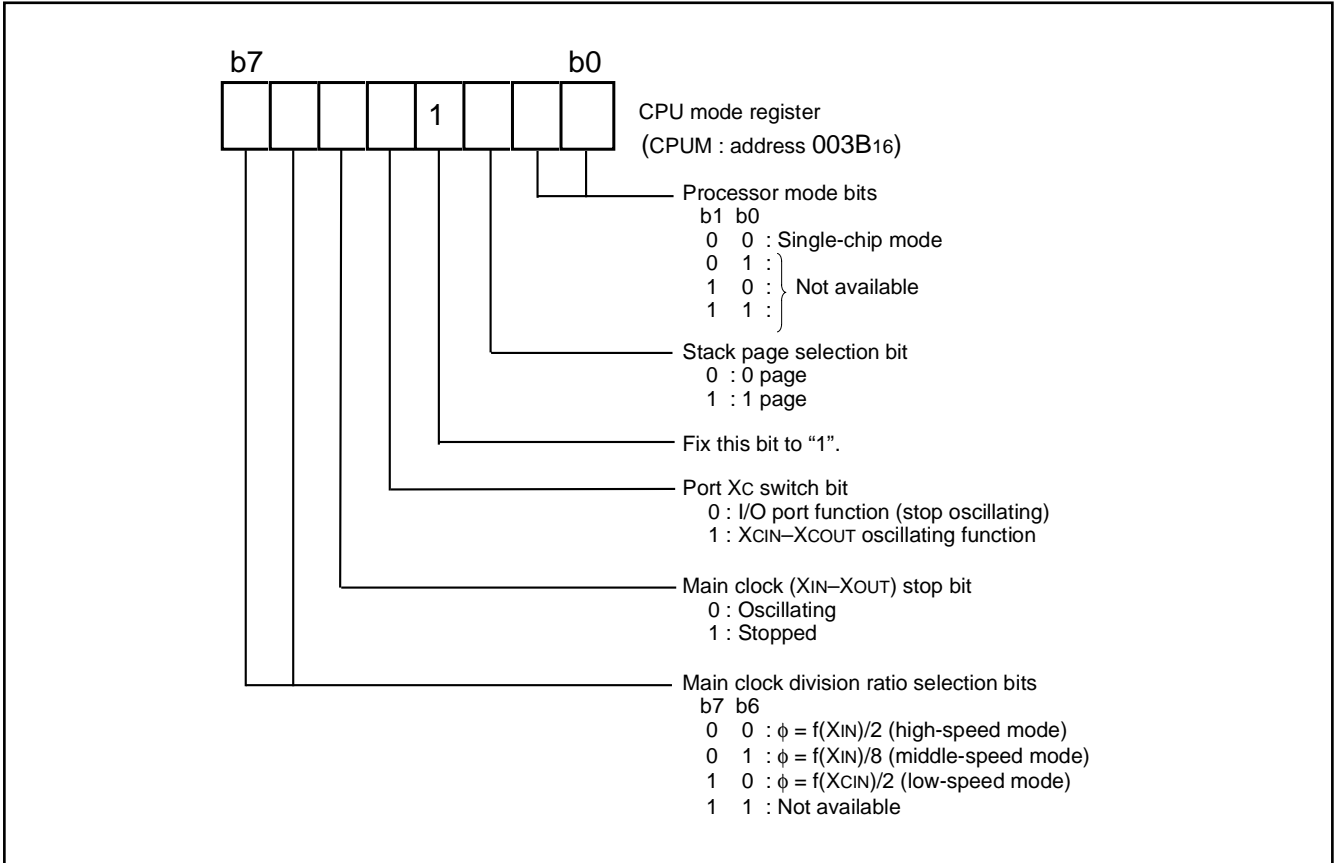 b7 b0
1
CPU mode register
(CPUM : address 003B16)
Processor mode bits
b1 b0
0 0 : Single-chip mode
0 1 :
1 0 : Not available
1 1 :
Stack page selection bit
0 : 0 page
1 : 1 page
Fix this bit to “1”.
Port XC switch bit
0 : I/O port function (stop oscillating)
1 : XCIN–XCOUT oscillating function
Main clock (XIN–XOUT) stop bit
0 : Oscillating
1 : Stopped
Main clock division ratio selection bits
b7 b6
0 0 : ϕ = f(XIN)/2 (high-speed mode)
0 1 : ϕ = f(XIN)/8 (middle-speed mode)
1 0 : ϕ = f(XCIN)/2 (low-speed mode)
1 1 : Not available